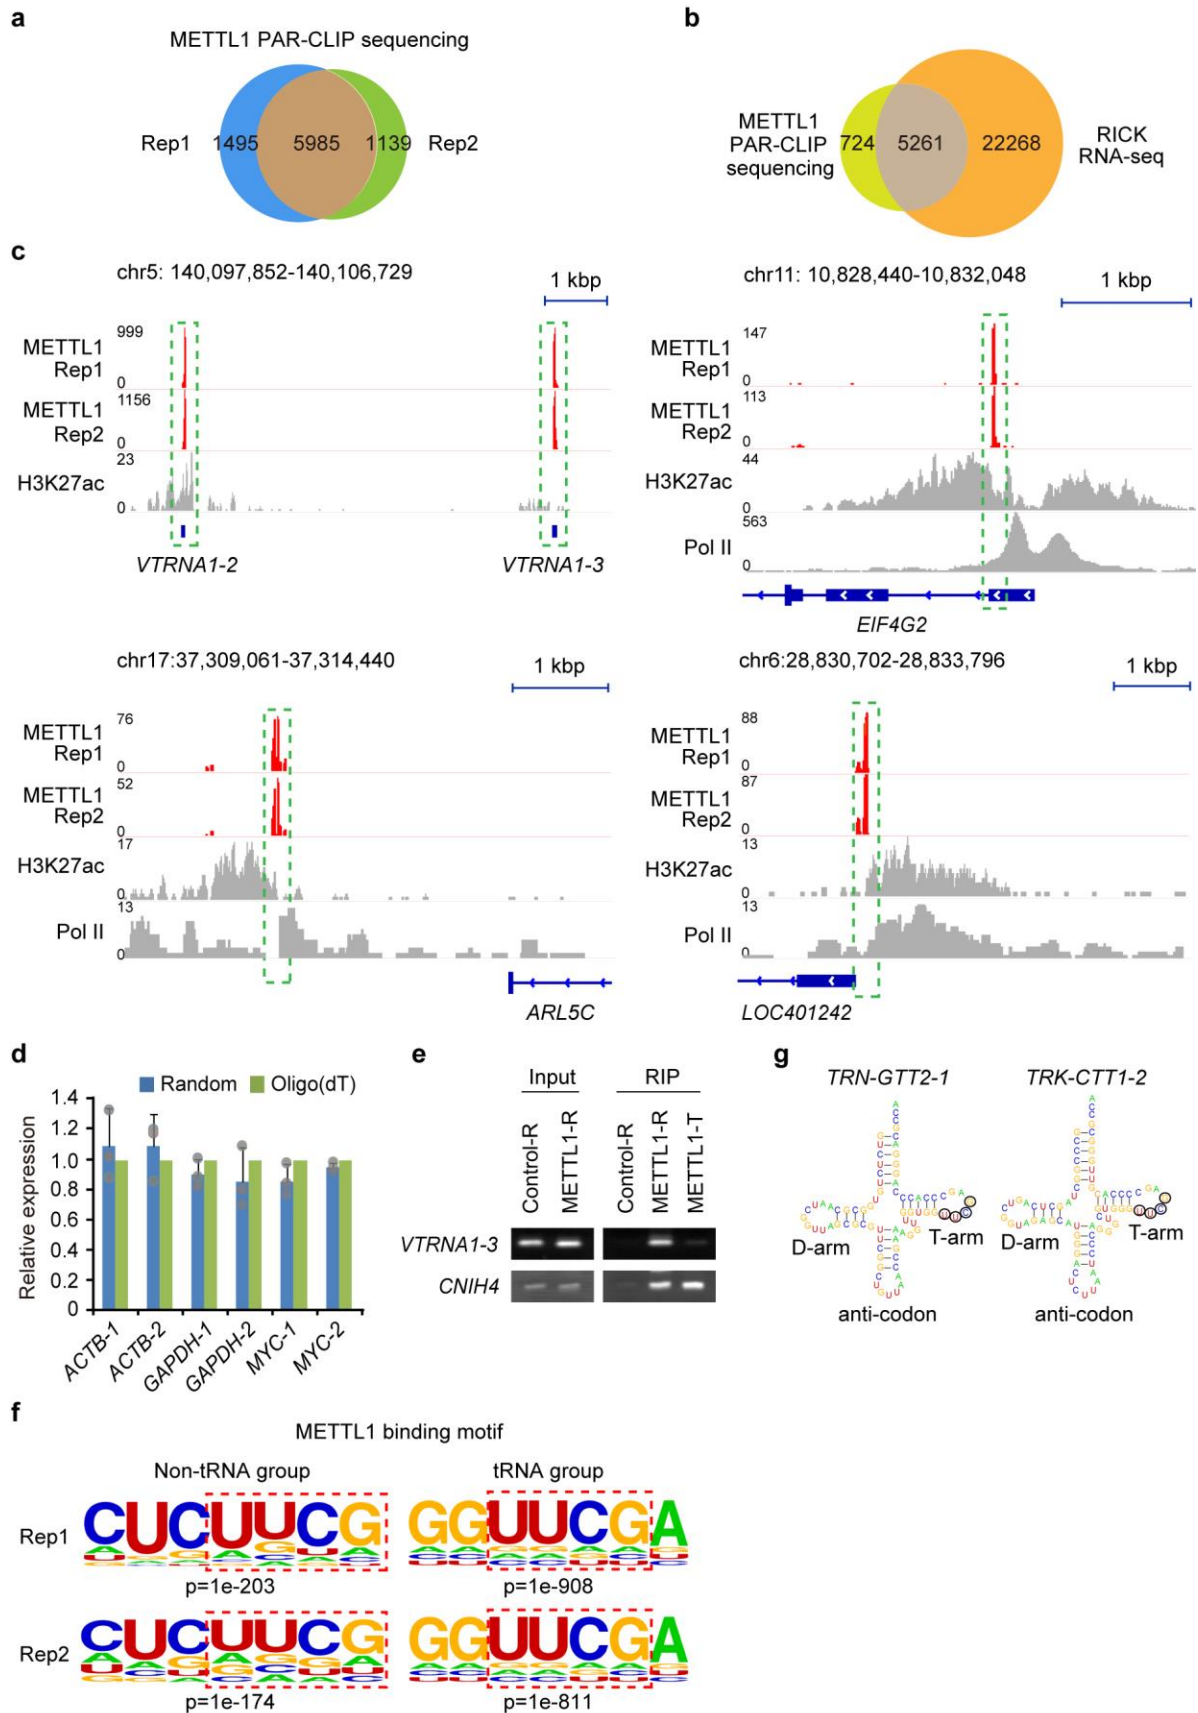 a
METTL1 PAR-CLIP sequencing
Rep1
1495
5985
1139
Rep2
b
METTL1
PAR-CLIP
sequencing
724
5261
22268
RICK
RNA-seq
c
chr5: 140,097,852-140,106,729
1 kbp
METTL1
Rep1
999
0
METTL1
Rep2
1156
0
H3K27ac
23
0
VTRNA1-2
VTRNA1-3
chr11: 10,828,440-10,832,048
1 kbp
METTL1
Rep1
147
0
METTL1
Rep2
113
0
H3K27ac
44
0
Pol II
563
0
EIF4G2
chr17:37,309,061-37,314,440
1 kbp
METTL1
Rep1
76
0
METTL1
Rep2
52
0
H3K27ac
17
0
Pol II
13
0
ARL5C
chr6:28,830,702-28,833,796
1 kbp
METTL1
Rep1
88
0
METTL1
Rep2
87
0
H3K27ac
13
0
Pol II
13
0
LOC401242
d
Random
Oligo(dT)
Relative expression
1.4
1.2
1.0
0.8
0.6
0.4
0.2
0
ACTB-1
ACTB-2
GAPDH-1
GAPDH-2
MYC-1
MYC-2
e
Input
RIP
Control-R
METTL1-R
Control-R
METTL1-R
METTL1-T
VTRNA1-3
CNIH4
g
TRN-GTT2-1
D-arm
T-arm
anti-codon
TRK-CTT1-2
D-arm
T-arm
anti-codon
f
METTL1 binding motif
Non-tRNA group
tRNA group
Rep1
CUCUUCG
GGUUCGA
p=1e-203
p=1e-908
Rep2
CUCUUCG
GGUUCGA
p=1e-174
p=1e-811